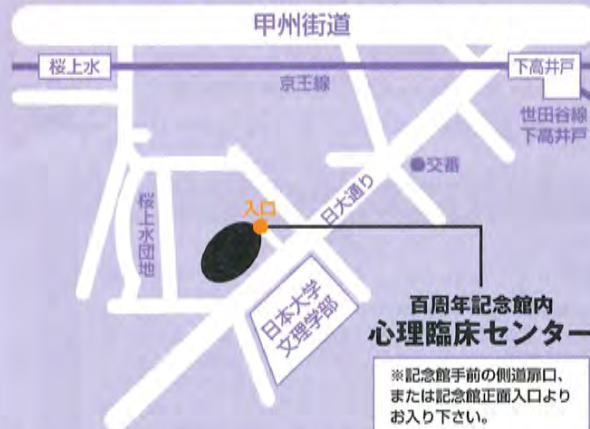 甲州街道
桜上水
下高井戸
京王線
世田谷線
下高井戸
●交番
日大通り
桜上水団地
入口
日本大学
文理学部
百周年記念館内
心理臨床センター
※記念館手前の側道扉口、
または記念館正面入口より
お入り下さい。